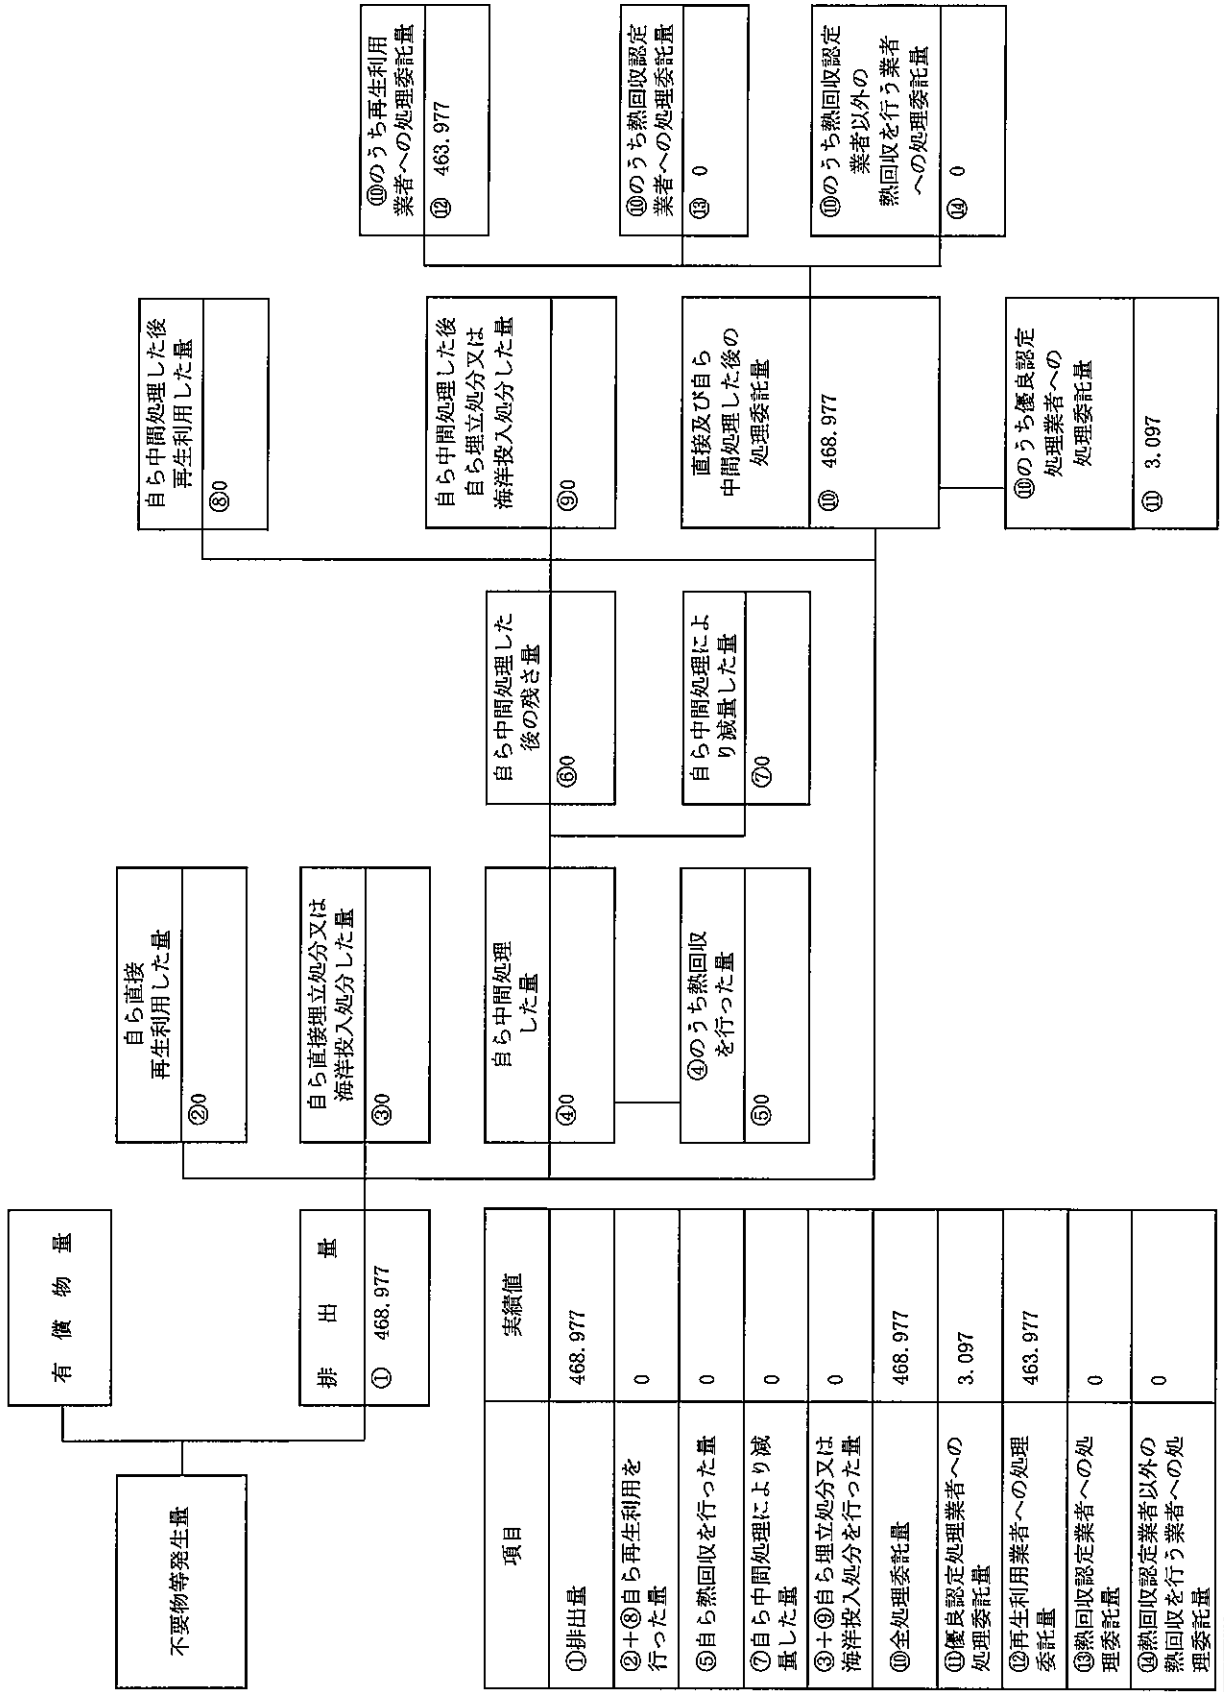 不要物等発生量
有償物量
排出量
① 468.977
自ら直接
再生利用した量
②0
自ら直接埋立処分又は
海洋投入処分した量
③0
自ら中間処理
した量
④0
④のうち熱回収
を行った量
⑤0
自ら中間処理した
後の残さ量
⑥0
自ら中間処理によ
り減量した量
⑦0
自ら中間処理した後
再生利用した量
⑧0
自ら中間処理した後
自ら埋立処分又は
海洋投入処分した量
⑨0
直接及び自ら
中間処理した後の
処理委託量
⑩ 468.977
⑩のうち優良認定
処理業者への
処理委託量
⑪ 3.097
⑩のうち再生利用
業者への処理委託量
⑫ 463.977
⑩のうち熱回収認定
業者への処理委託量
⑬ 0
⑩のうち熱回収認定
業者以外の
熱回収を行う業者
への処理委託量
⑭ 0
項目 実績値
①排出量 468.977
②+⑧自ら再生利用を
行った量 0
⑤自ら熱回収を行った量 0
⑦自ら中間処理により減
量した量 0
③+⑨自ら埋立処分又は
海洋投入処分を行った量 0
⑩全処理委託量 468.977
⑪優良認定処理業者への
処理委託量 3.097
⑫再生利用業者への処理
委託量 463.977
⑬熱回収認定業者への処
理委託量 0
⑭熱回収認定業者以外の
熱回収を行う業者への処
理委託量 0